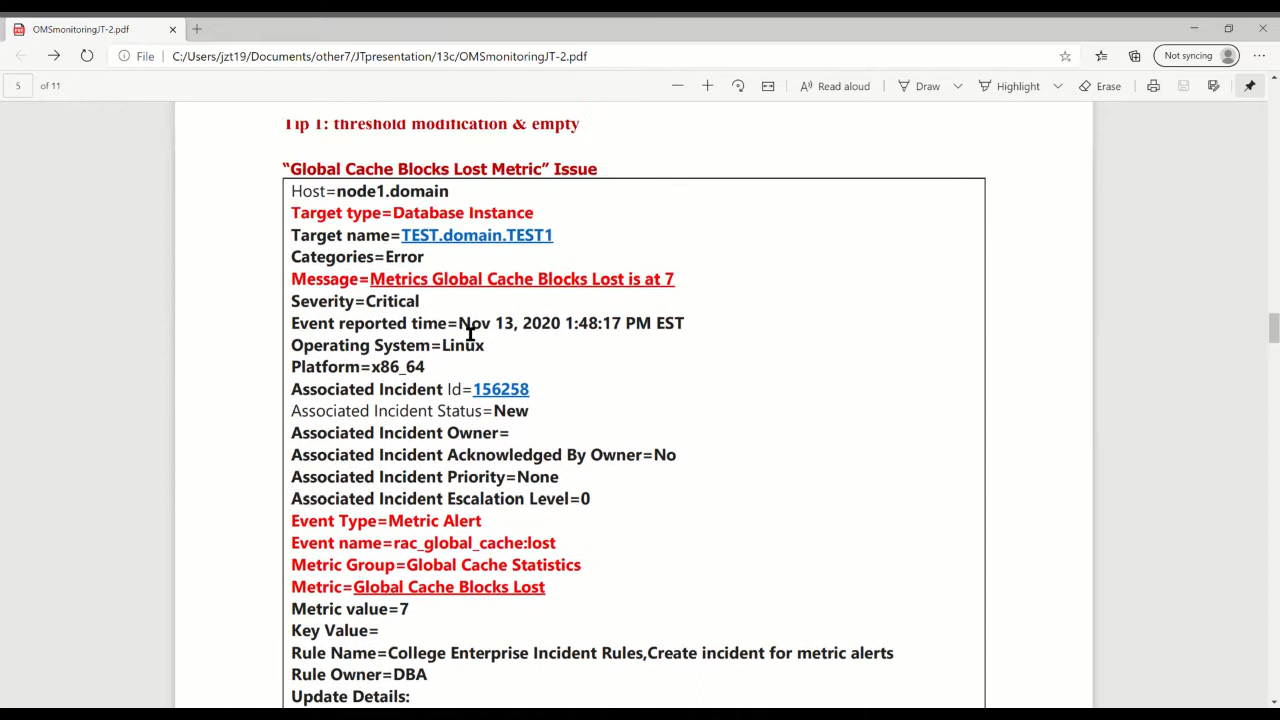 OMSmonitoringJT-2.pdf
File C:/Users/jzt19/Documents/other7/JTpresentation/13c/OMSmonitoringJT-2.pdf Not syncing
5 of 11 Read aloud Draw Highlight Erase
Tip 1: threshold modification & empty
“Global Cache Blocks Lost Metric” Issue
Host=node1.domain
Target type=Database Instance
Target name=TEST.domain.TEST1
Categories=Error
Message=Metrics Global Cache Blocks Lost is at 7
Severity=Critical
Event reported time=Nov 13, 2020 1:48:17 PM EST
Operating System=Linux
Platform=x86_64
Associated Incident Id=156258
Associated Incident Status=New
Associated Incident Owner=
Associated Incident Acknowledged By Owner=No
Associated Incident Priority=None
Associated Incident Escalation Level=0
Event Type=Metric Alert
Event name=rac_global_cache:lost
Metric Group=Global Cache Statistics
Metric=Global Cache Blocks Lost
Metric value=7
Key Value=
Rule Name=College Enterprise Incident Rules,Create incident for metric alerts
Rule Owner=DBA
Update Details: